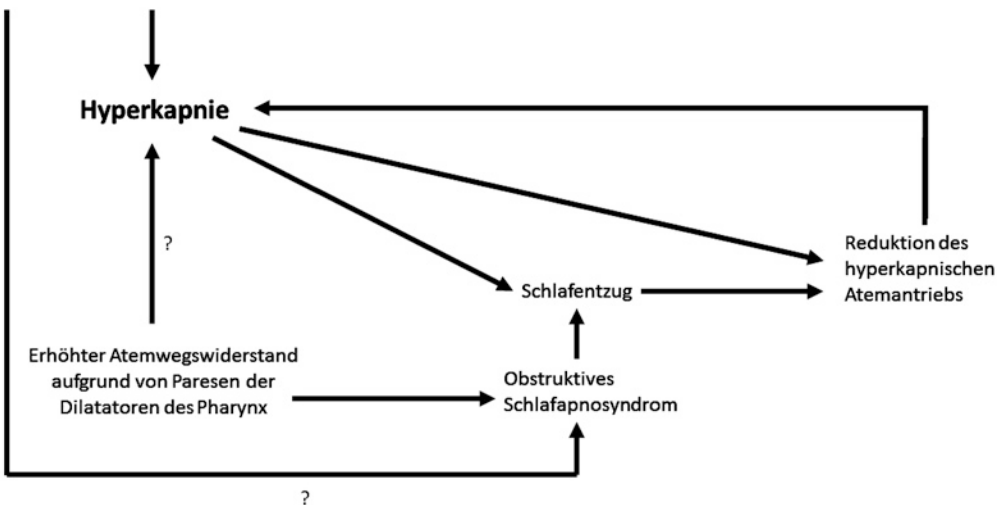 Hyperkapnie
?
Reduktion des
hyperkapnischen
Atemantriebs
Schlafentzug
Erhöhter Atemwegswiderstand
aufgrund von Paresen der
Dilatatoren des Pharynx
Obstruktives
Schlafapnosyndrom
?